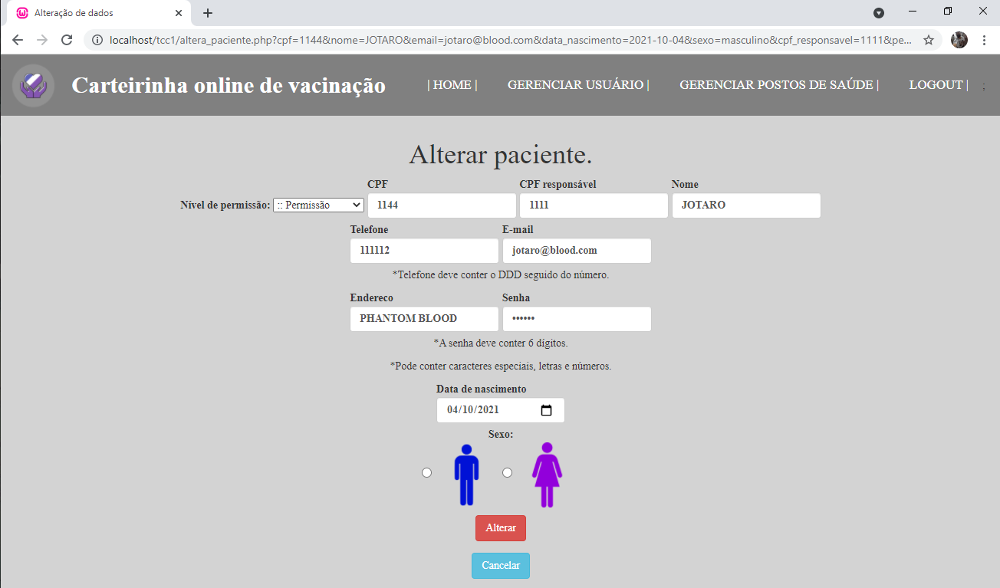 Alteração de dados
localhost/tcc1/altera_paciente.php?cpf=1144&nome=JOTARO&email=jotaro@blood.com&data_nascimento=2021-10-04&sexo=masculino&cpf_responsavel=1111&pe...
Carteirinha online de vacinação | HOME | GERENCIAR USUÁRIO | GERENCIAR POSTOS DE SAÚDE | LOGOUT | ;
Alterar paciente.
CPF CPF responsável Nome
Nível de permissão: :: Permissão 1144 1111 JOTARO
Telefone E-mail
111112 jotaro@blood.com
*Telefone deve conter o DDD seguido do número.
Endereco Senha
PHANTOM BLOOD ••••••
*A senha deve conter 6 dígitos.
*Pode conter caracteres especiais, letras e números.
Data de nascimento
04/10/2021
Sexo:
Alterar
Cancelar